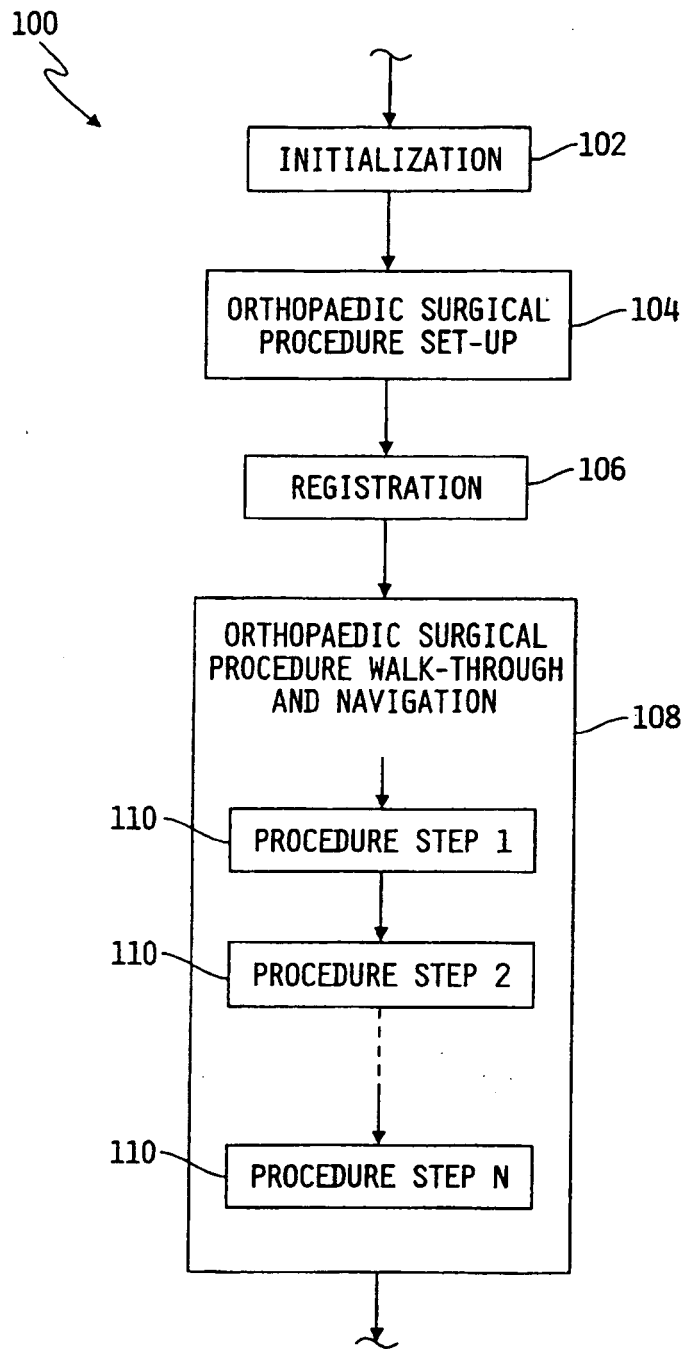 100
INITIALIZATION
102
ORTHOPAEDIC SURGICAL
PROCEDURE SET-UP
104
REGISTRATION
106
ORTHOPAEDIC SURGICAL
PROCEDURE WALK-THROUGH
AND NAVIGATION
108
110
PROCEDURE STEP 1
110
PROCEDURE STEP 2
110
PROCEDURE STEP N